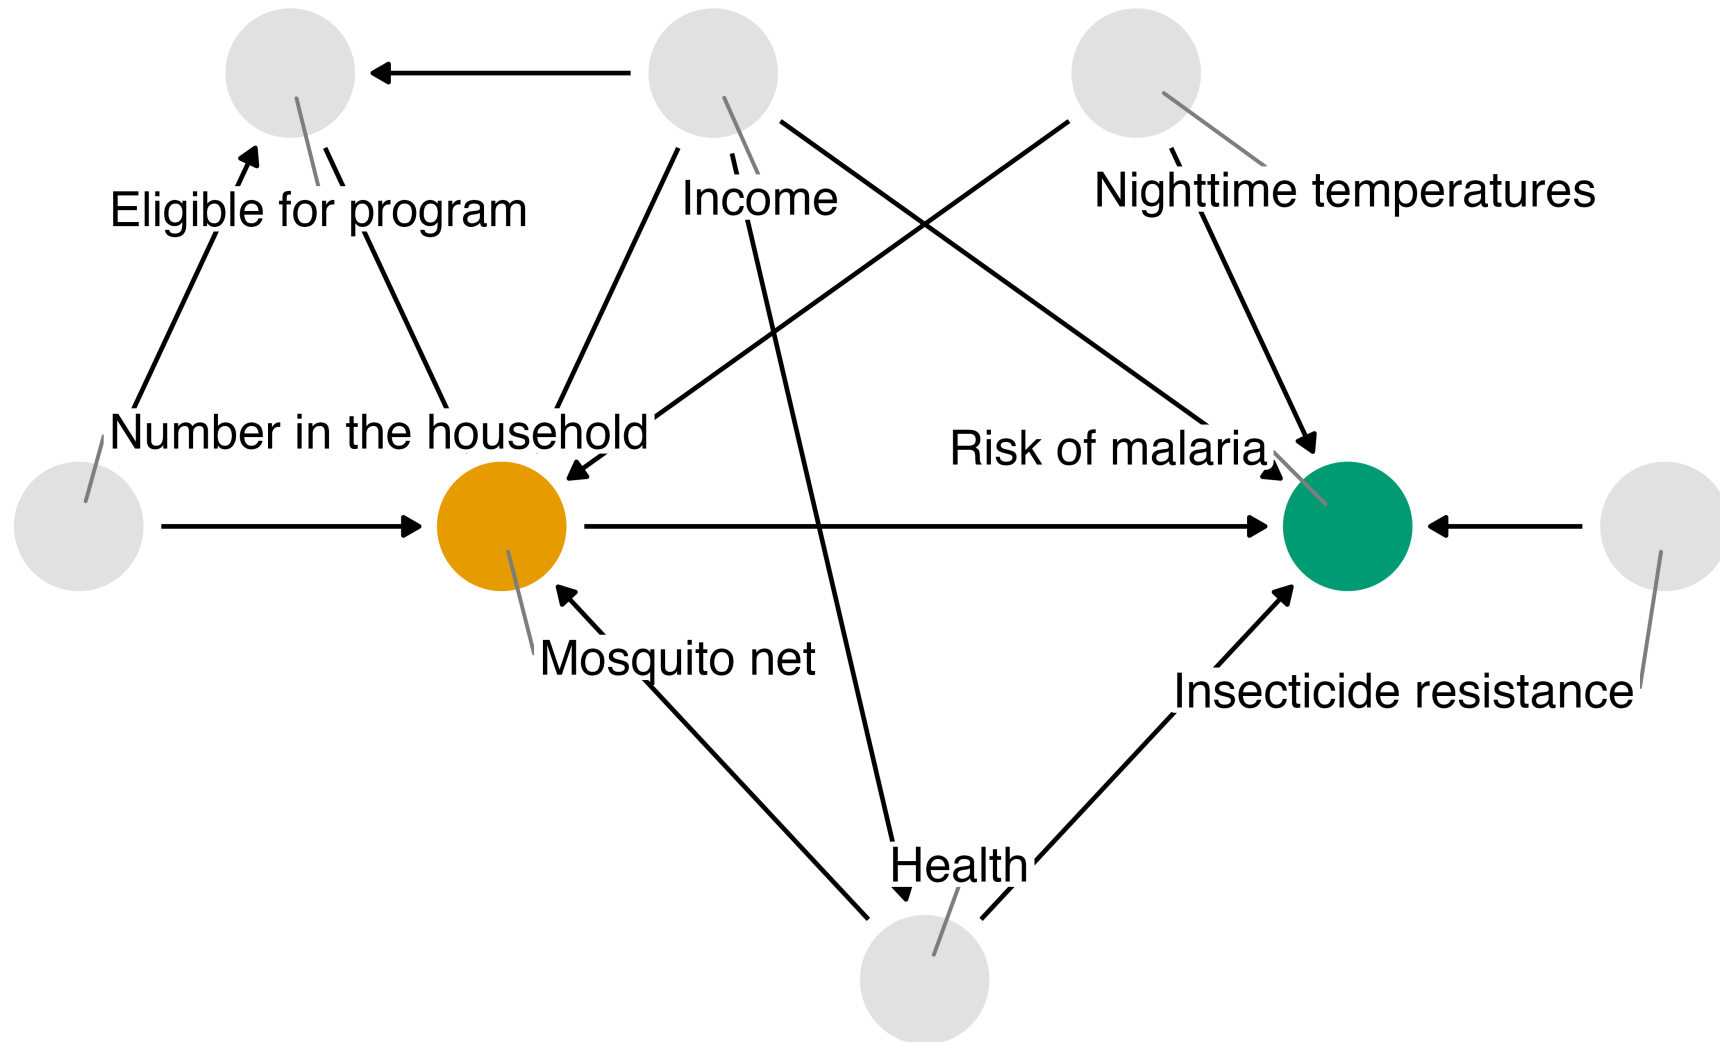 Eligible for program
Income
Nighttime temperatures
Number in the household
Risk of malaria
Mosquito net
Insecticide resistance
Health